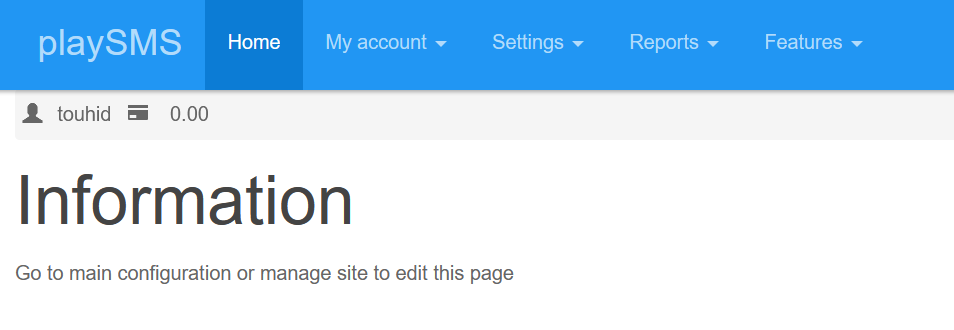 playSMS Home My account Settings Reports Features
touhid 0.00
Information
Go to main configuration or manage site to edit this page